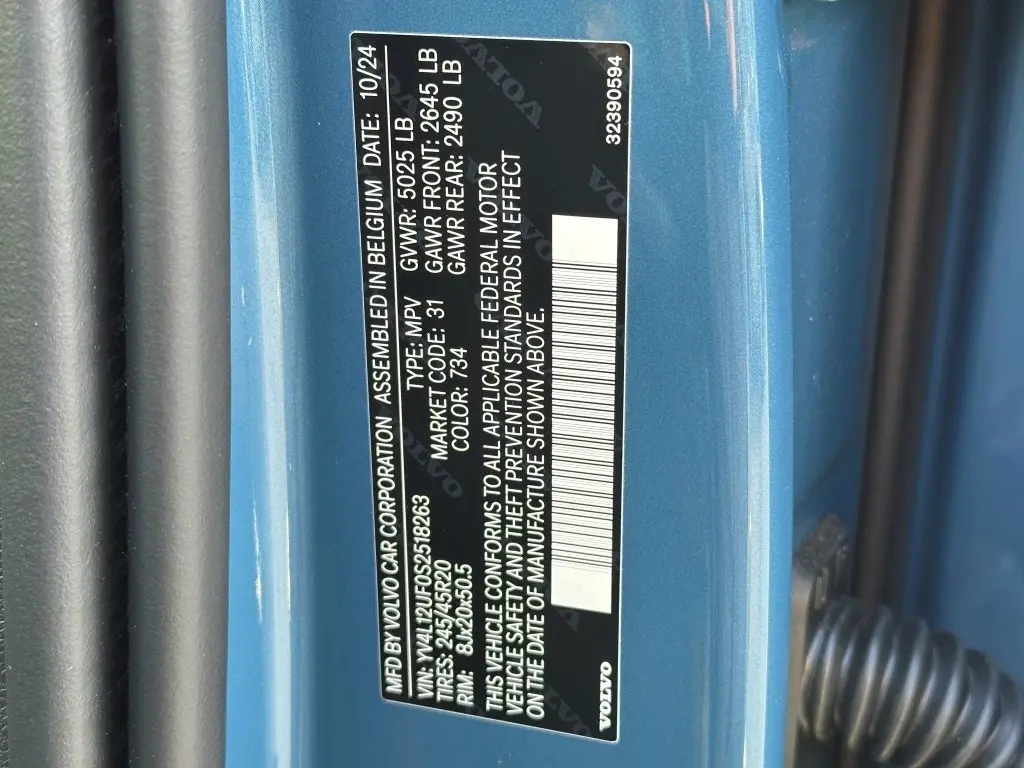 MFD BY VOLVO CAR CORPORATION ASSEMBLED IN BELGIUM DATE: 10/24
VIN: YV4L12UF0S2518263 TYPE: MPV GVWR: 5025 LB
TIRES: 245/45R20 MARKET CODE: 31 GAWR FRONT: 2645 LB
RIM: 8Jx20x50.5 COLOR: 734 GAWR REAR: 2490 LB
THIS VEHICLE CONFORMS TO ALL APPLICABLE FEDERAL MOTOR
VEHICLE SAFETY AND THEFT PREVENTION STANDARDS IN EFFECT
ON THE DATE OF MANUFACTURE SHOWN ABOVE.
VOLVO 32390594